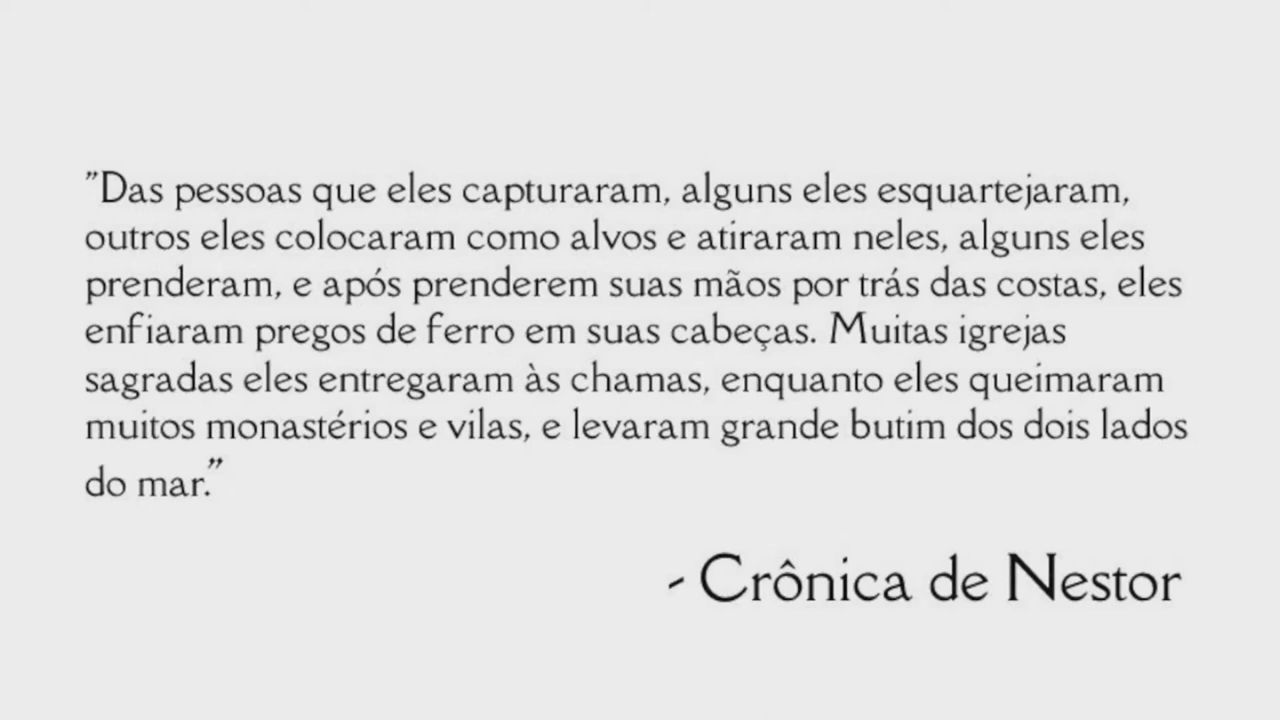 "Das pessoas que eles capturaram, alguns eles esquartejaram,
outros eles colocaram como alvos e atiraram neles, alguns eles
prenderam, e após prenderem suas mãos por trás das costas, eles
enfiaram pregos de ferro em suas cabeças. Muitas igrejas
sagradas eles entregaram às chamas, enquanto eles queimaram
muitos monastérios e vilas, e levaram grande butim dos dois lados
do mar."
- Crônica de Nestor